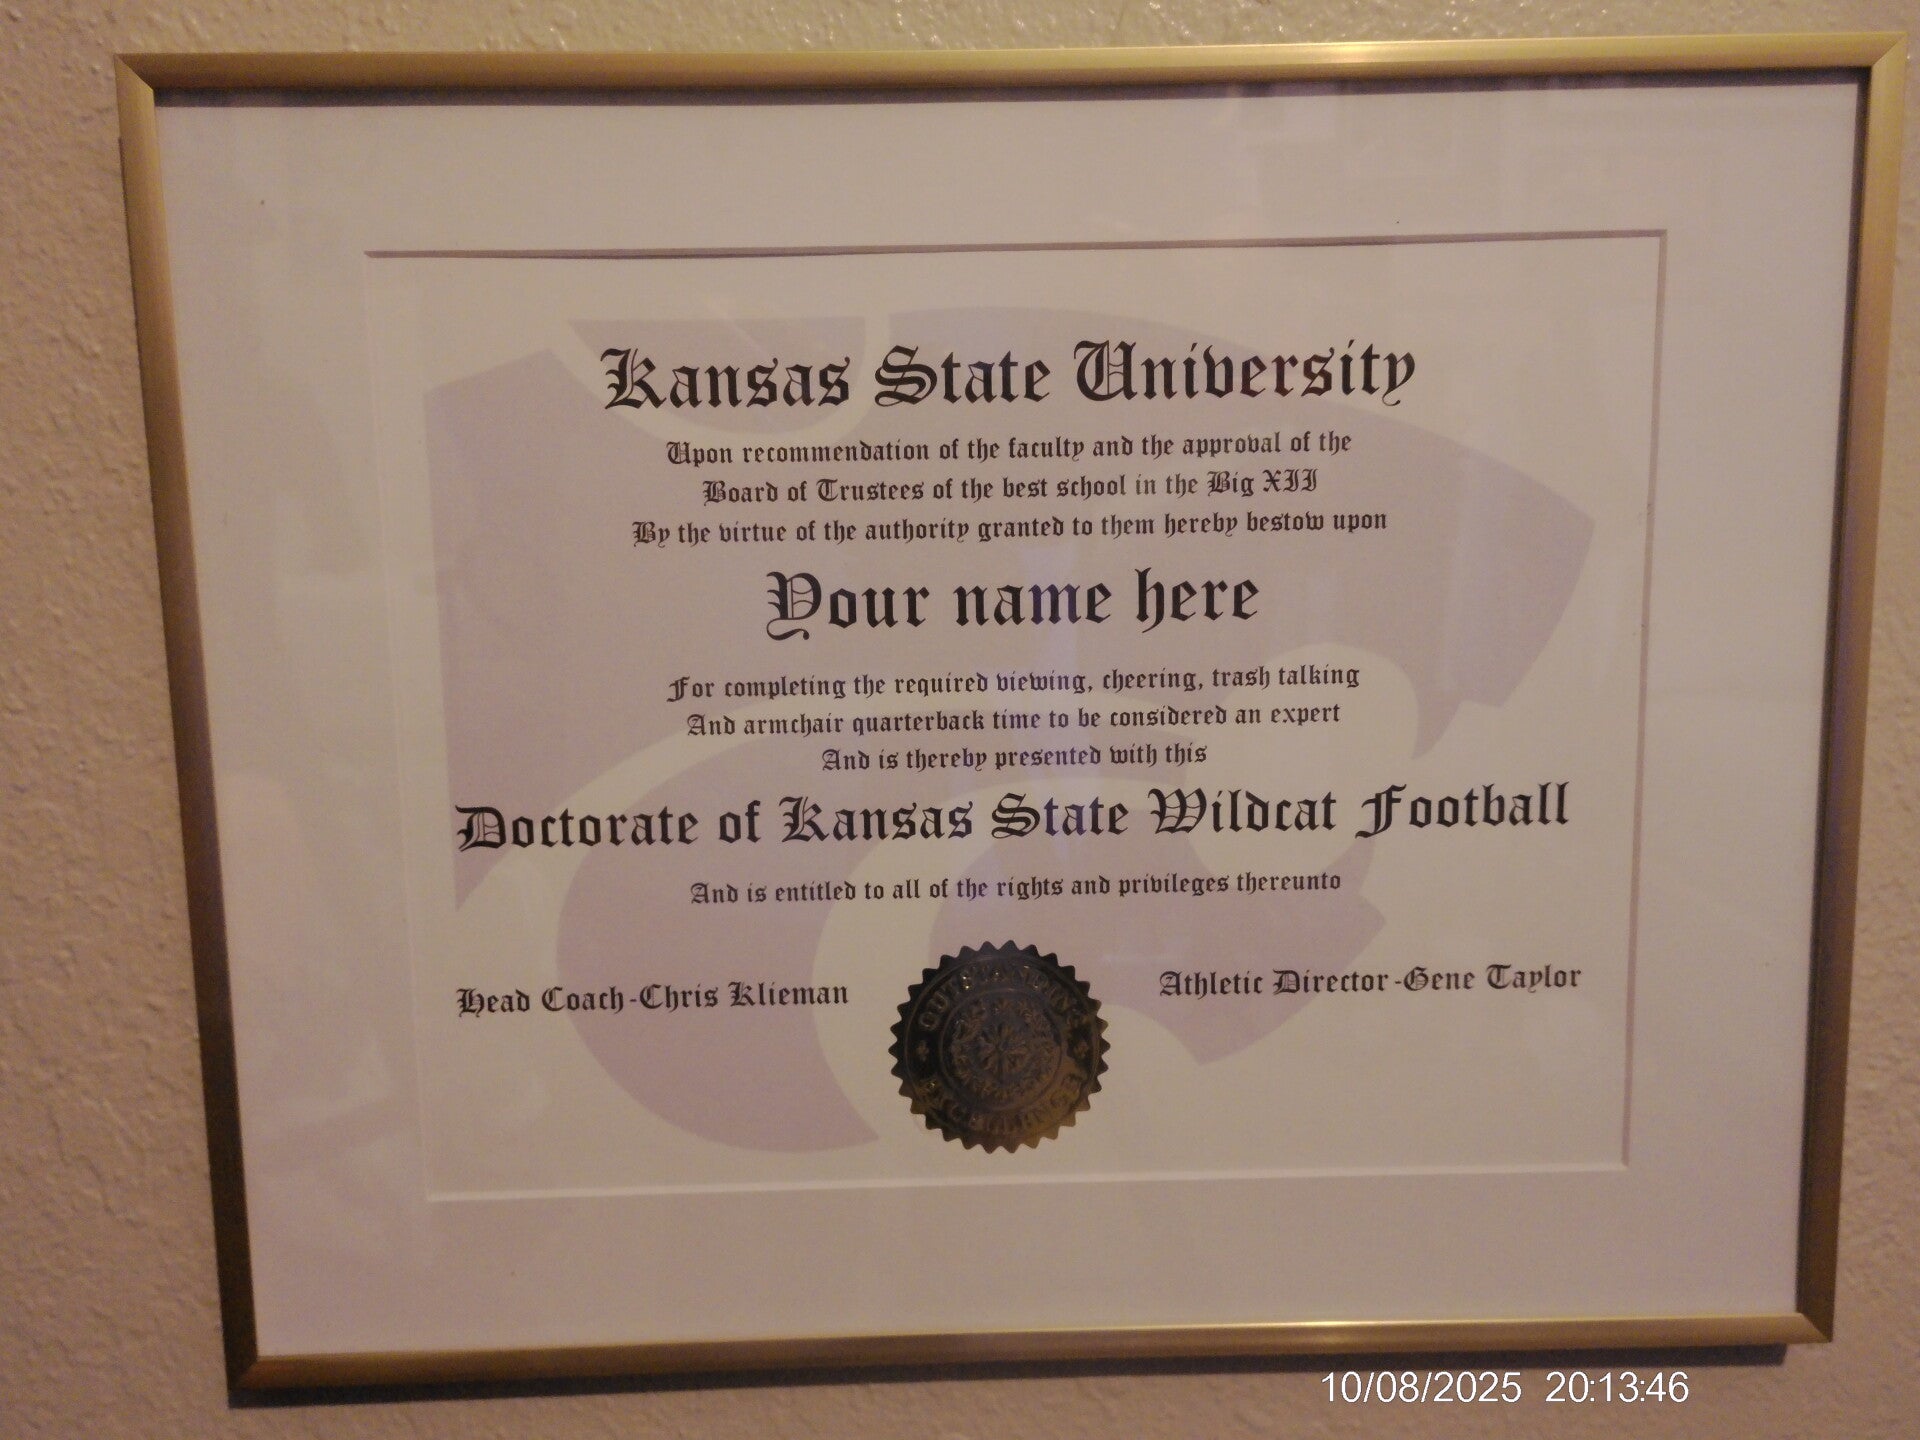 Kansas State University
Upon recommendation of the faculty and the approval of the
Board of Trustees of the best school in the Big XII
By the virtue of the authority granted to them hereby bestow upon
Your name here
For completing the required viewing, cheering, trash talking
And armchair quarterback time to be considered an expert
And is thereby presented with this
Doctorate of Kansas State Wildcat Football
And is entitled to all of the rights and privileges thereunto
Head Coach-Chris Klieman
Athletic Director-Gene Taylor
OUTSTANDING
EXCELLENCE
10/08/2025 20:13:46